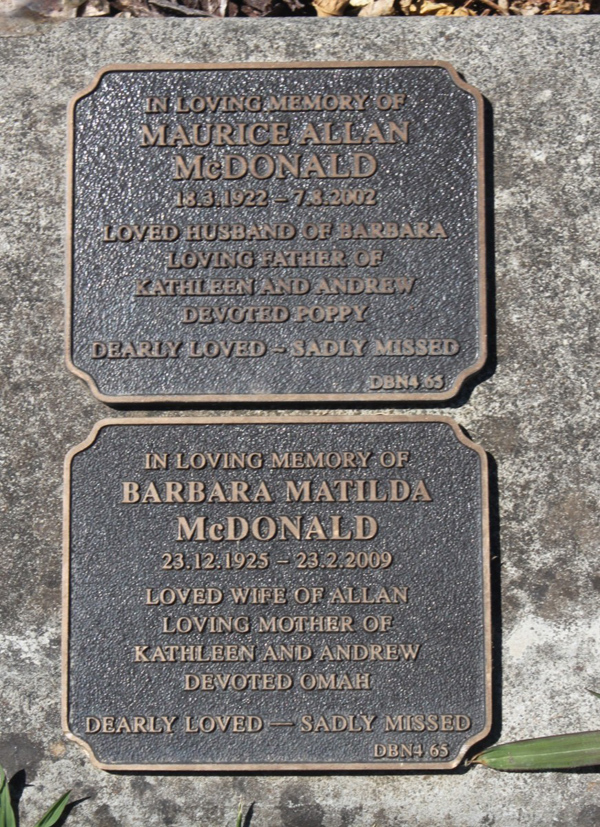 IN LOVING MEMORY OF
MAURICE ALLAN
McDONALD
18.3.1922 – 7.8.2002
LOVED HUSBAND OF BARBARA
LOVING FATHER OF
KATHLEEN AND ANDREW
DEVOTED POPPY
DEARLY LOVED – SADLY MISSED
DBN4 65
IN LOVING MEMORY OF
BARBARA MATILDA
McDONALD
23.12.1925 – 23.2.2009
LOVED WIFE OF ALLAN
LOVING MOTHER OF
KATHLEEN AND ANDREW
DEVOTED OMAH
DEARLY LOVED — SADLY MISSED
DBN4 65